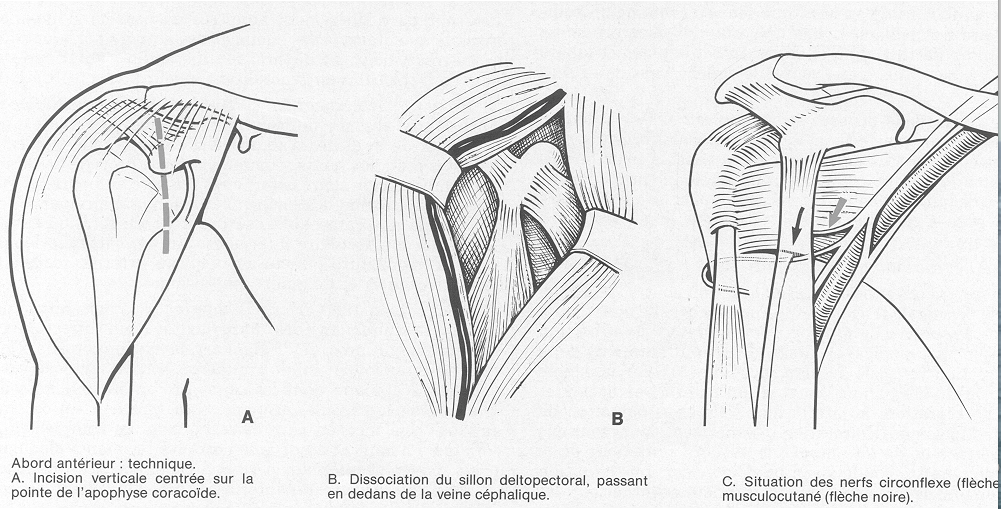 A
B
C
Abord antérieur : technique.
A. Incision verticale centrée sur la
pointe de l'apophyse coracoïde.
B. Dissociation du sillon deltopectoral, passant
en dedans de la veine céphalique.
C. Situation des nerfs circonflexe (flèche
musculocutané (flèche noire).